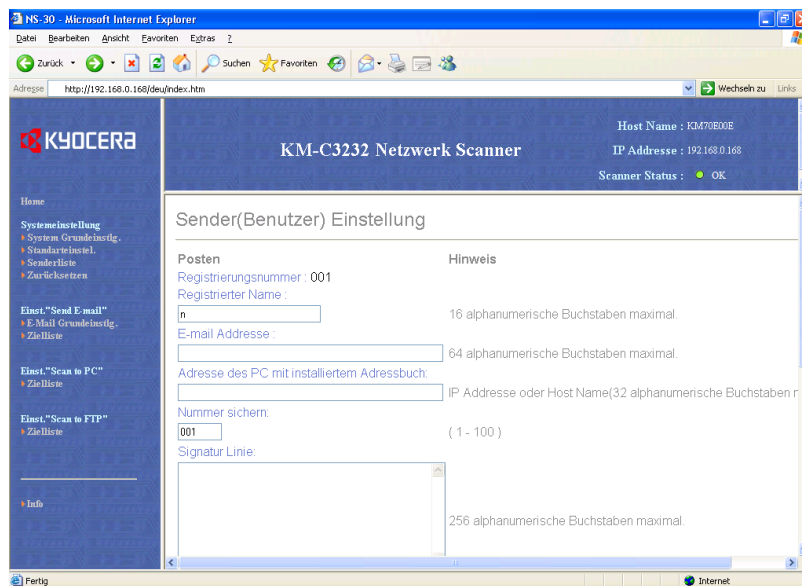 NS-30 - Microsoft Internet Explorer
Datei Bearbeiten Ansicht Favoriten Extras ?
Zurück Suchen Favoriten
Adresse http://192.168.0.168/deu/index.htm Wechseln zu Links
KYOCERA
KM-C3232 Netzwerk Scanner
Host Name : KM70E00E
IP Addresse : 192.168.0.168
Scanner Status : OK
Home
Systemeinstellung
System Grundeinstlg.
Standarteinstel.
Senderliste
Zurücksetzen
Einst."Send E-mail"
E-Mail Grundeinstlg.
Zielliste
Einst."Scan to PC"
Zielliste
Einst."Scan to FTP"
Zielliste
Info
Sender(Benutzer) Einstellung
Posten Hinweis
Registrierungsnummer : 001
Registrierter Name :
n 16 alphanumerische Buchstaben maximal.
E-mail Addresse :
64 alphanumerische Buchstaben maximal.
Adresse des PC mit installiertem Adressbuch:
IP Addresse oder Host Name(32 alphanumerische Buchstaben
Nummer sichern:
001 ( 1 - 100 )
Signatur Linie:
256 alphanumerische Buchstaben maximal.
Fertig Internet